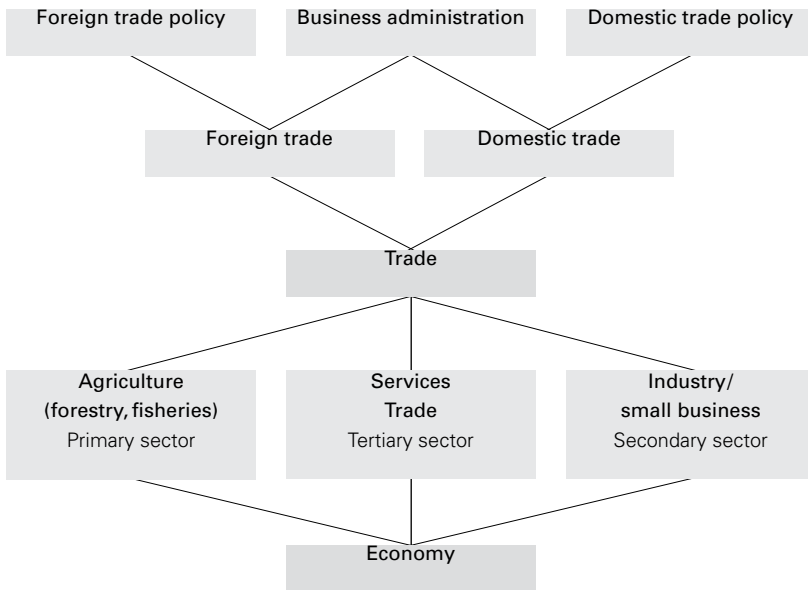 Foreign trade policy
Business administration
Domestic trade policy
Foreign trade
Domestic trade
Trade
Agriculture
(forestry, fisheries)
Primary sector
Services
Trade
Tertiary sector
Industry/
small business
Secondary sector
Economy